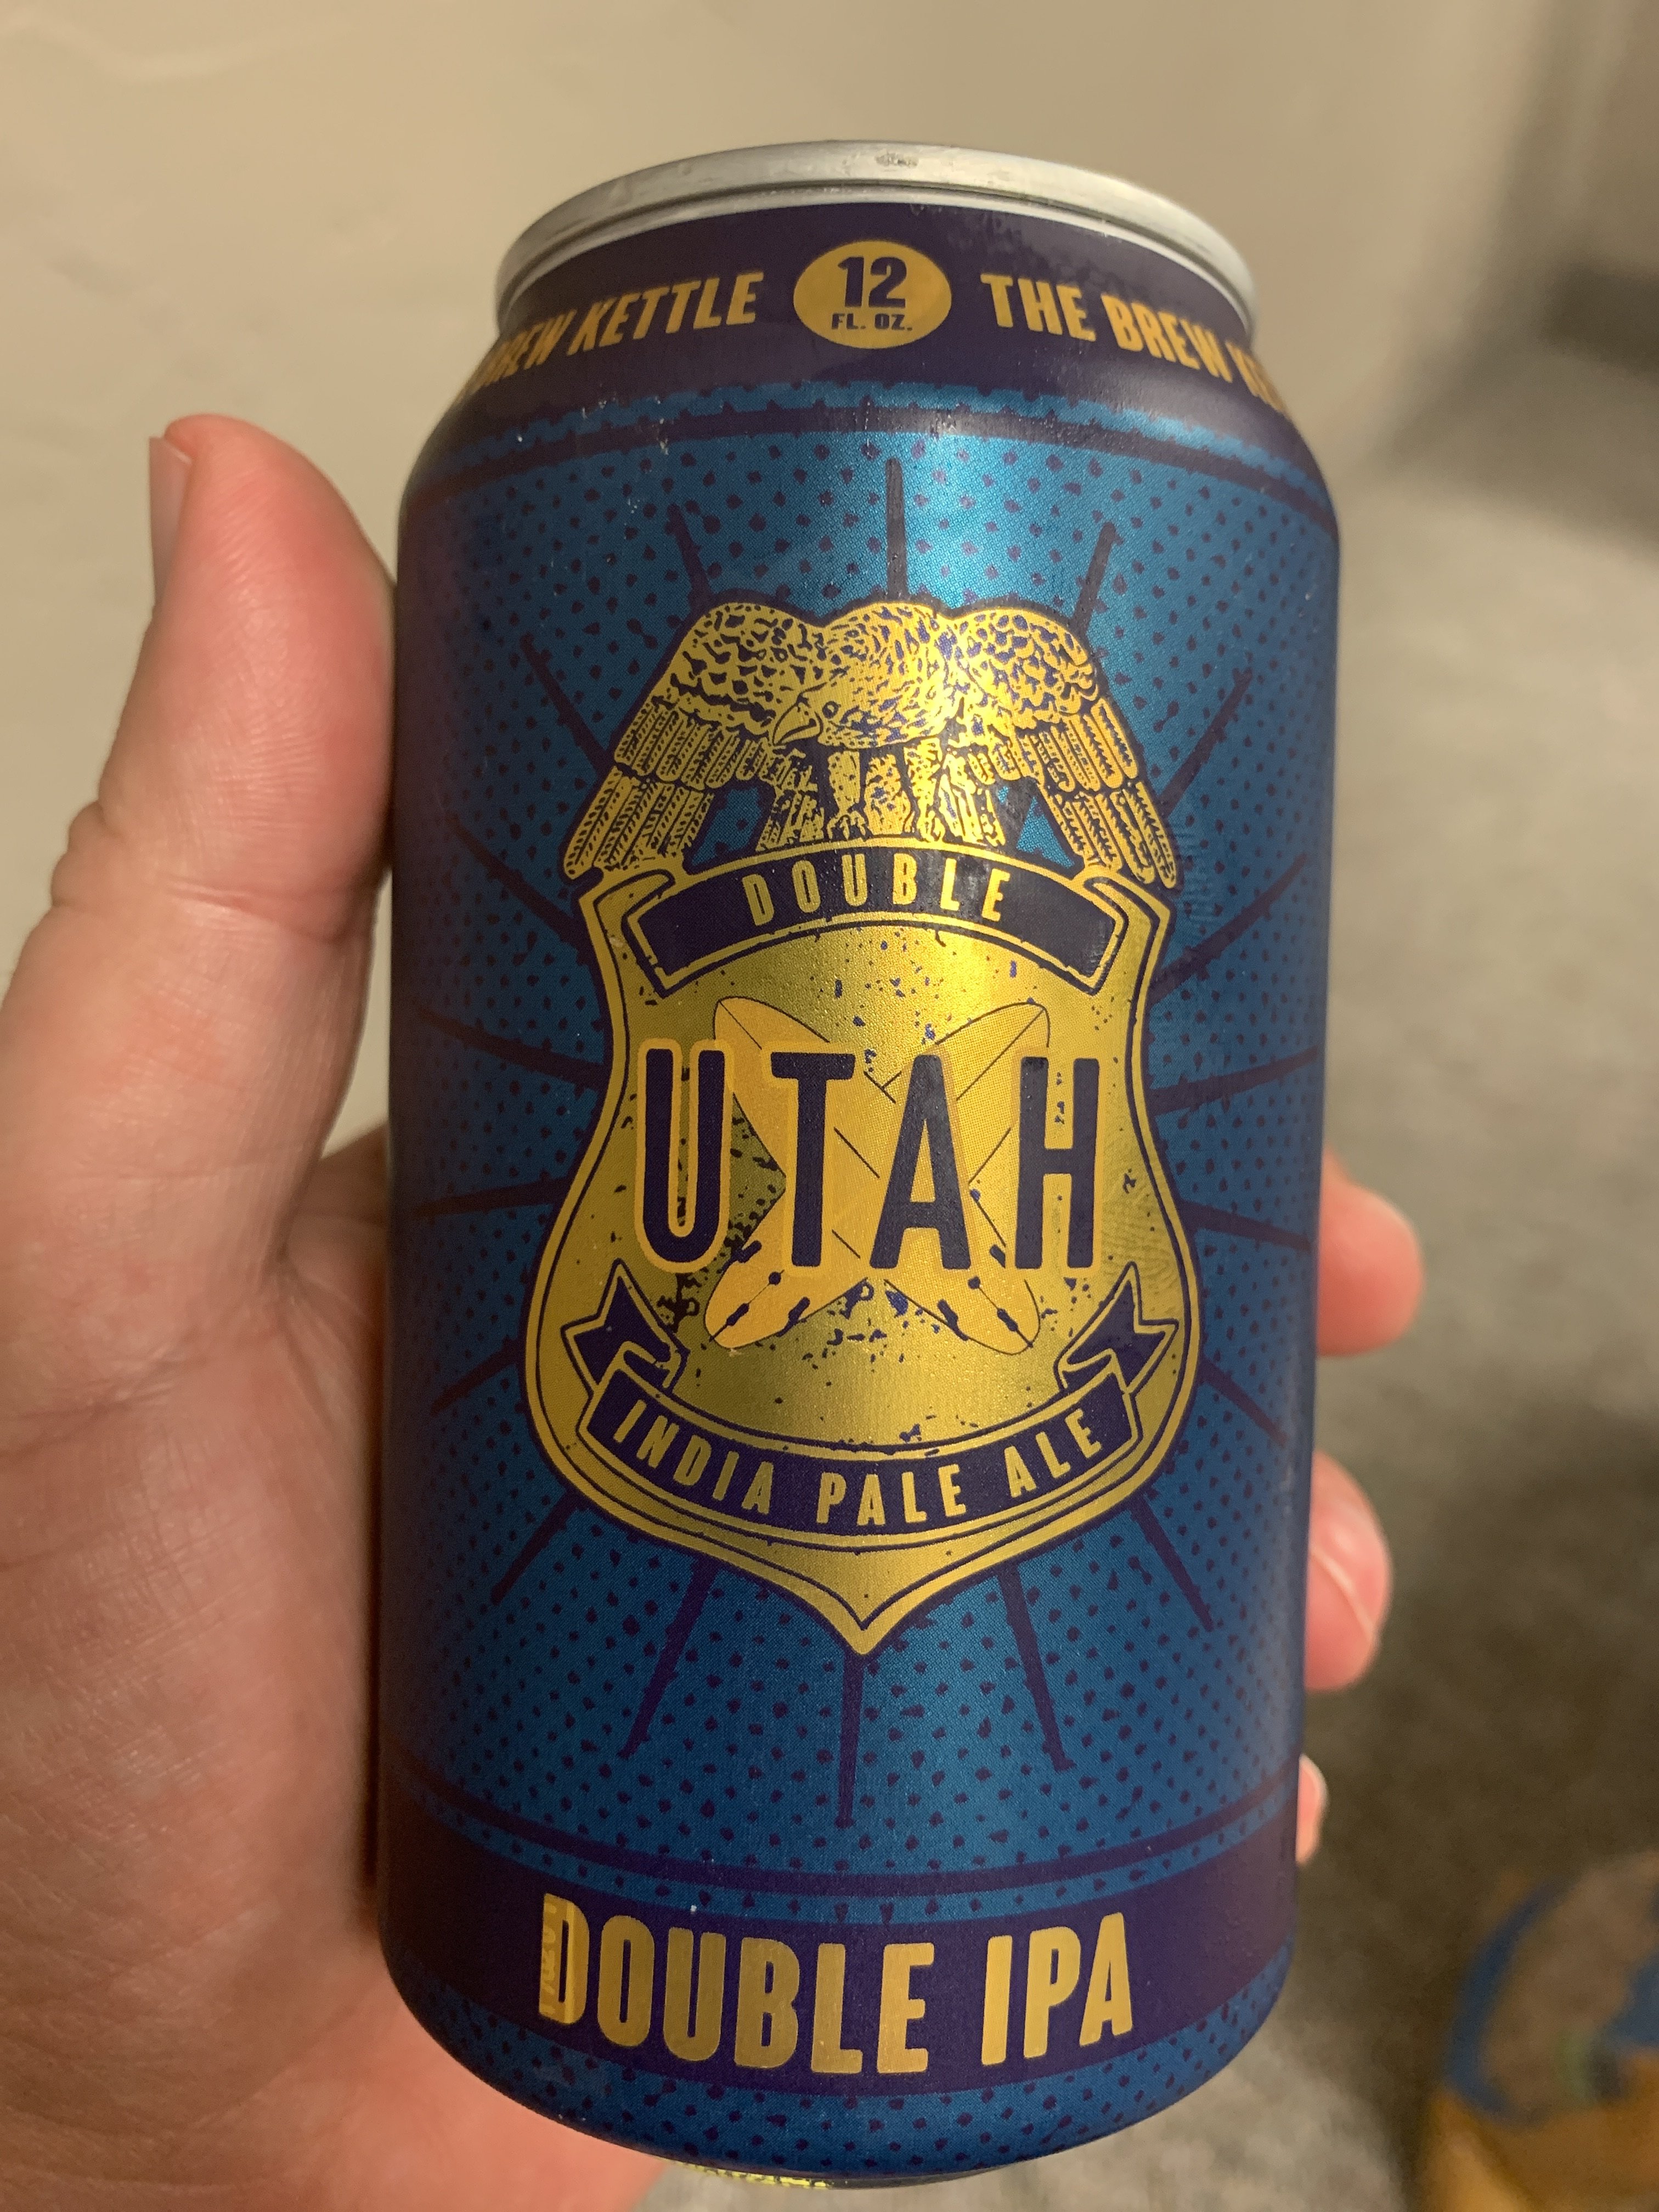 BREW KETTLE 12 FL. OZ. THE BREW
DOUBLE
UTAH
INDIA PALE ALE
DOUBLE IPA